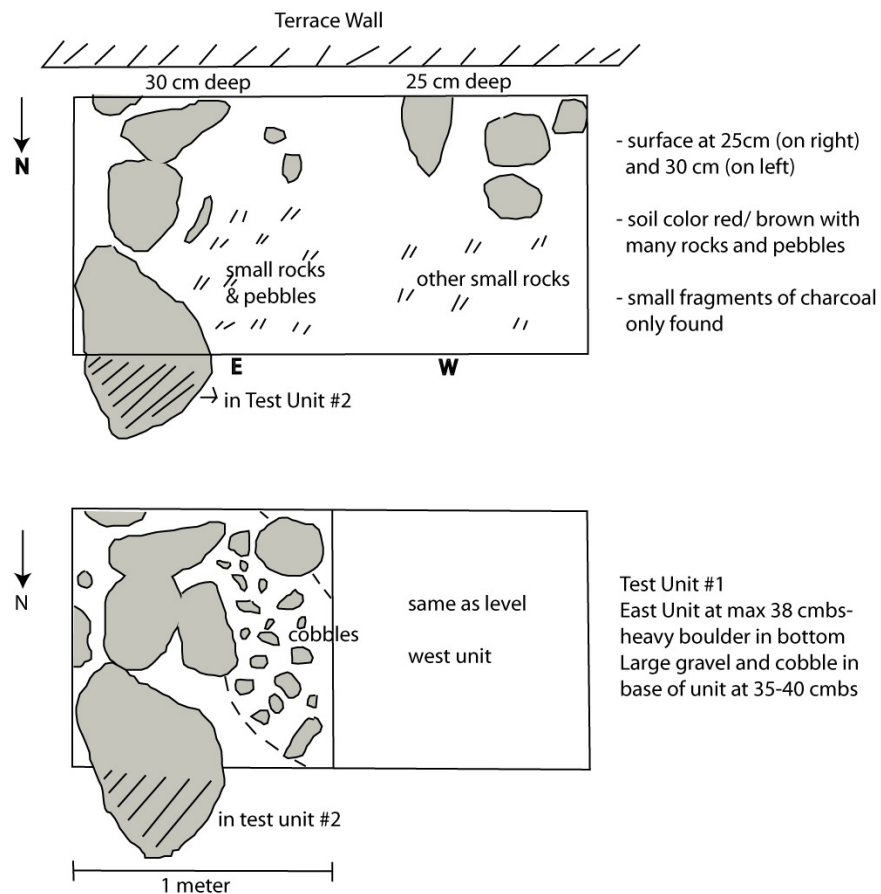 Terrace Wall
30 cm deep
25 cm deep
N
- surface at 25cm (on right)
and 30 cm (on left)
- soil color red/ brown with
many rocks and pebbles
- small fragments of charcoal
only found
small rocks
& pebbles
other small rocks
E
W
in Test Unit #2
N
cobbles
same as level
west unit
Test Unit #1
East Unit at max 38 cmbs-
heavy boulder in bottom
Large gravel and cobble in
base of unit at 35-40 cmbs
in test unit #2
1 meter